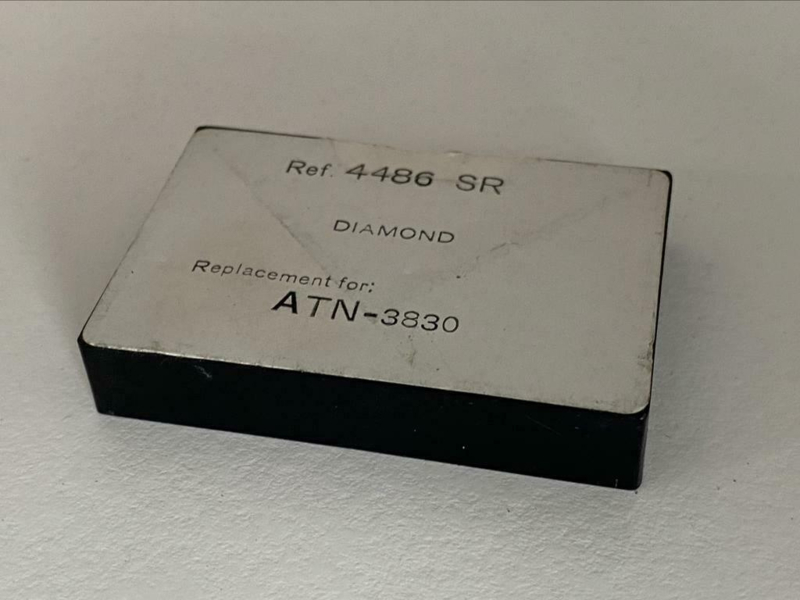 Ref. 4486 SR
DIAMOND
Replacement for:
ATN-3830